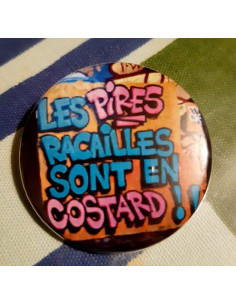 LES PIRES
RACAILLES
SONT EN
COSTARD !!